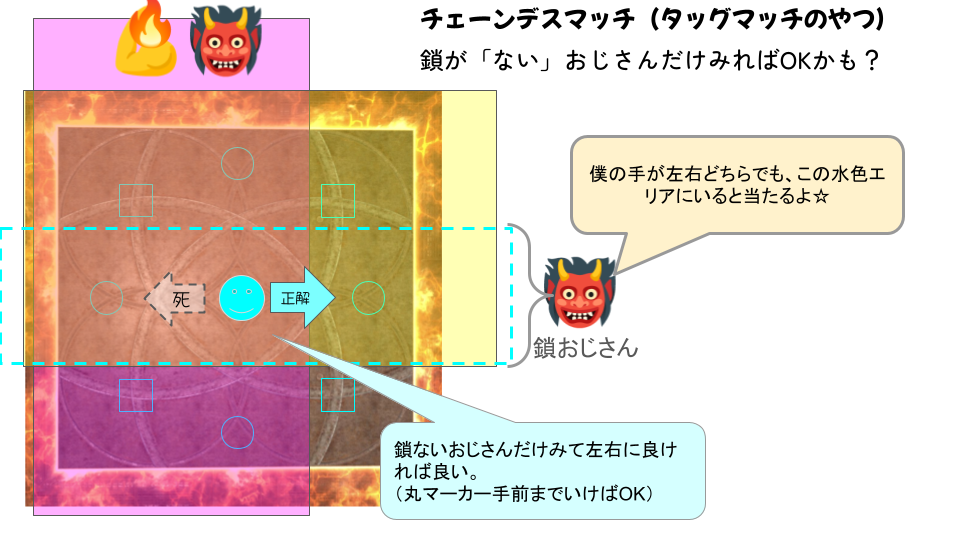 チェーンデスマッチ（タッグマッチのやつ）
鎖が「ない」おじさんだけみればOKかも？
僕の手が左右どちらでも、この水色エ
リアにいると当たるよ☆
死
正解
鎖おじさん
鎖ないおじさんだけみて左右に良け
れば良い。
（丸マーカー手前までいけばOK）